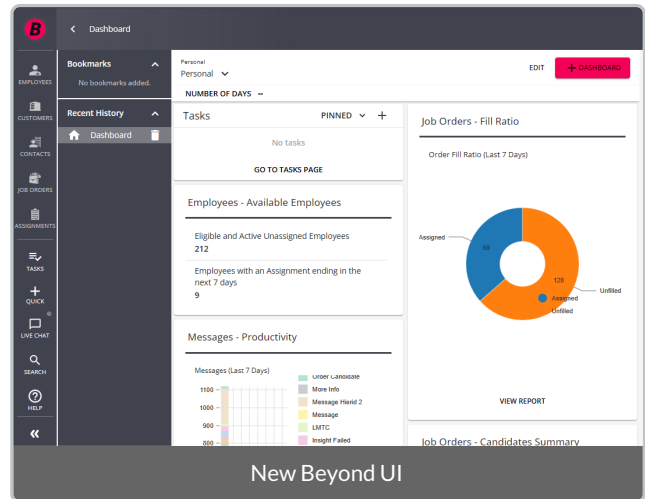 B
Dashboard
EMPLOYEES
CUSTOMERS
CONTACTS
JOB ORDERS
ASSIGNMENTS
TASKS
QUICK
LIVE CHAT
SEARCH
HELP
Bookmarks
No bookmarks added.
Recent History
Dashboard
Personal
Personal
EDIT
+ DASHBOARD
NUMBER OF DAYS --
Tasks
PINNED
No tasks
GO TO TASKS PAGE
Employees - Available Employees
Eligible and Active Unassigned Employees
212
Employees with an Assignment ending in the
next 7 days
9
Messages - Productivity
Messages (Last 7 Days)
1100
1000
900
800
Order Candidate
More Info
Message Hierid 2
Message
LMTC
Insight Failed
Job Orders - Fill Ratio
Order Fill Ratio (Last 7 Days)
Assigned
Unfilled
Assigned
Unfilled
VIEW REPORT
Job Orders - Candidates Summary
New Beyond UI